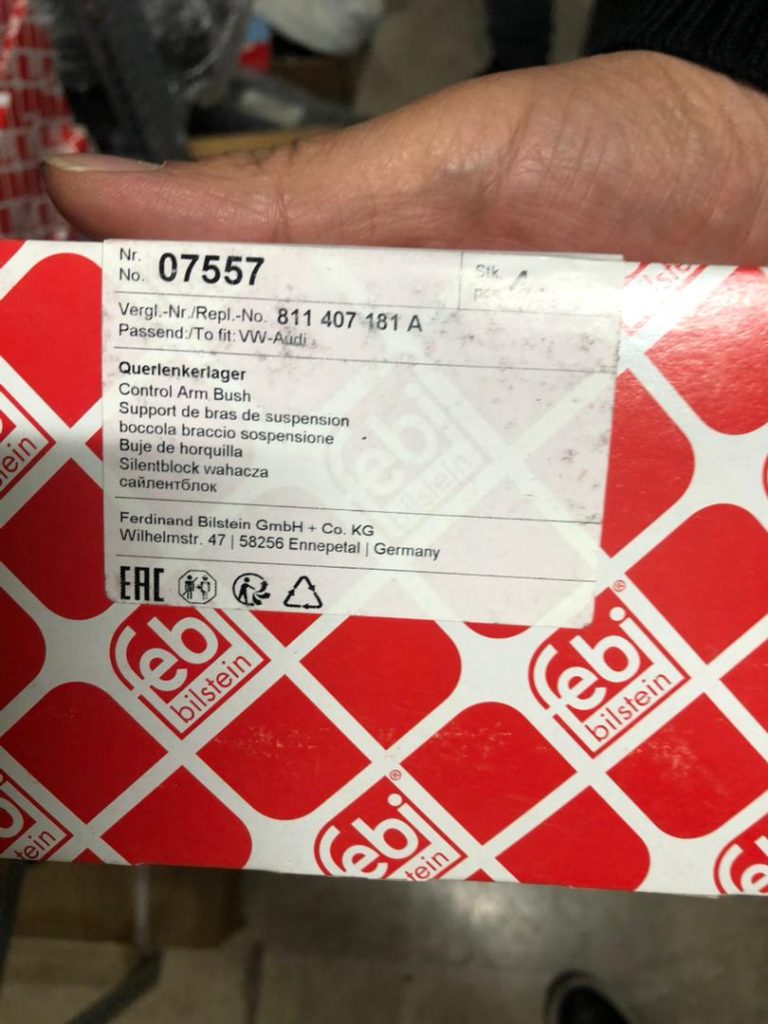 Nr.
No. 07557
Stk.
Vergl.-Nr./Repl.-No. 811 407 181 A
Passend:/To fit: VW-Audi
Querlenkerlager
Control Arm Bush
Support de bras de suspension
boccola braccio sospensione
Buje de horquilla
Silentblock wahacza
сайлентблок
Ferdinand Bilstein GmbH + Co. KG
Wilhelmstr. 47 | 58256 Ennepetal | Germany
EAC
febi
bilstein
febi
bilstein
febi
bilstein